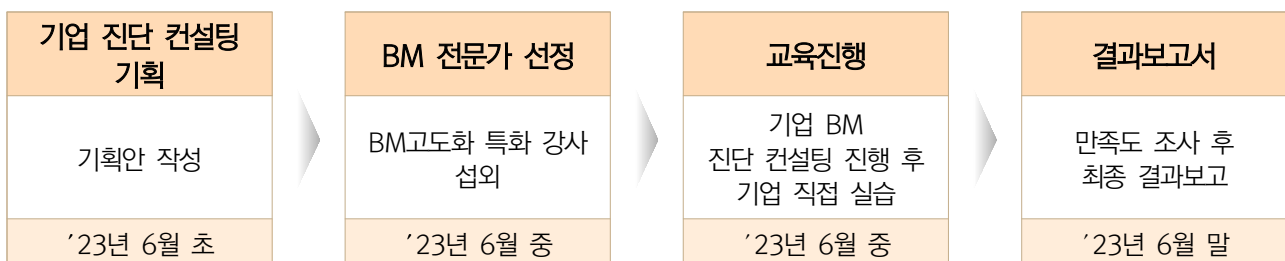 기업 진단 컨설팅
기획
기획안 작성
´23년 6월 초
BM 전문가 선정
BM고도화 특화 강사
섭외
´23년 6월 중
교육진행
기업 BM
진단 컨설팅 진행 후
기업 직접 실습
´23년 6월 중
결과보고서
만족도 조사 후
최종 결과보고
´23년 6월 말